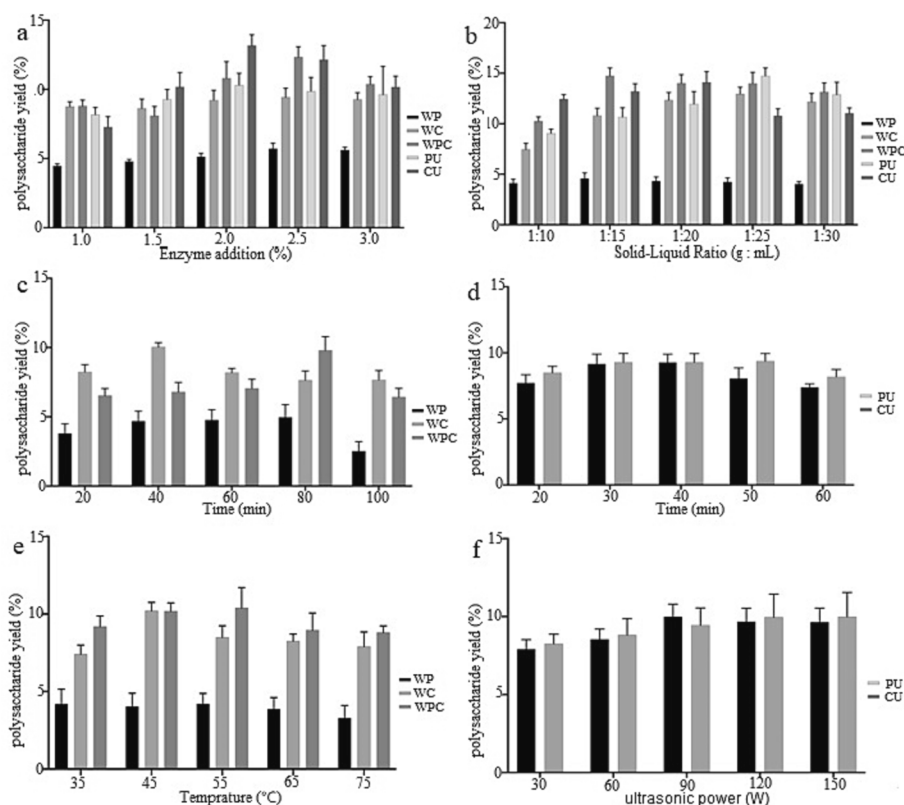 a
polysaccharide yield (%)
15
.0
5
0
1.0 1.5 2.0 2.5 3.0
Enzyme addition (%)
WP
WC
WPC
PU
CU
b
polysaccharide yield (%)
20
15
10
5
0
1:10 1:15 1:20 1:25 1:30
Solid-Liquid Ratio (g : mL)
WP
WC
WPC
PU
CU
c
polysaccharide yield (%)
15
10
5
0
20 40 60 80 100
Time (min)
WP
WC
WPC
d
polysaccharide yield (%)
15
10
5
0
20 30 40 50 60
Time (min)
PU
CU
e
polysaccharide yield (%)
15
10
5
0
35 45 55 65 75
Temprature (°C)
WP
WC
WPC
f
polysaccharide yield (%)
15
10
5
0
30 60 90 120 150
ultrasonic power (W)
PU
CU